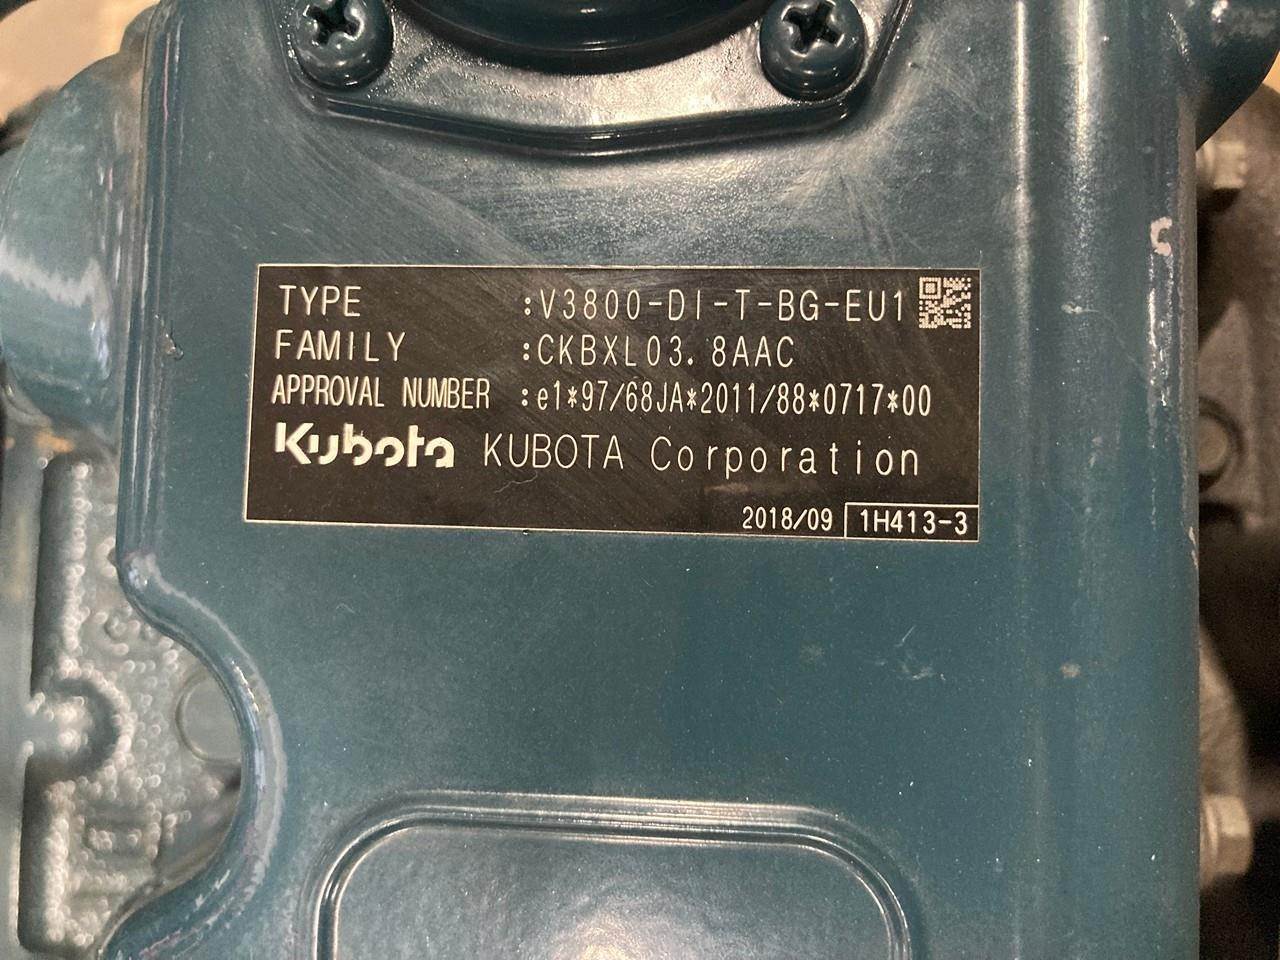 TYPE :V3800-DI-T-BG-EU1
FAMILY :CKBXL03.8AAC
APPROVAL NUMBER :e1*97/68JA*2011/88*0717*00
Kubota KUBOTA Corporation
2018/09 1H413-3